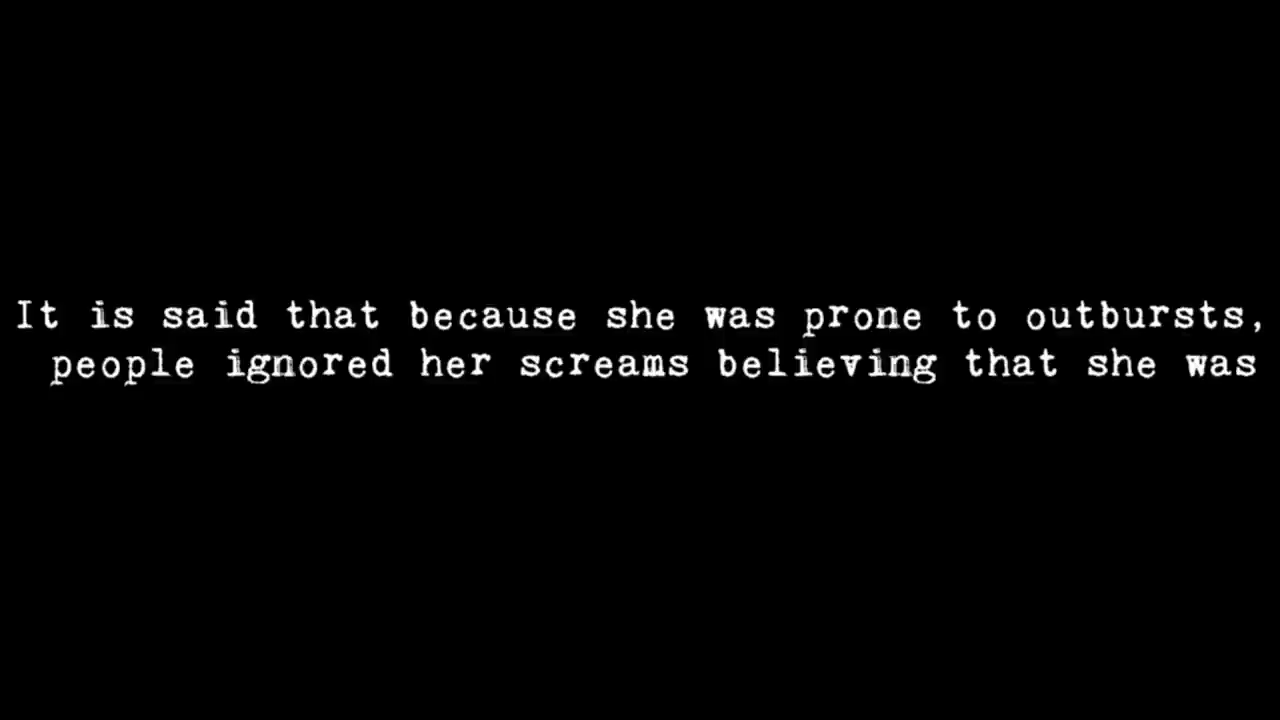 It is said that because she was prone to outbursts,
people ignored her screams believing that she was